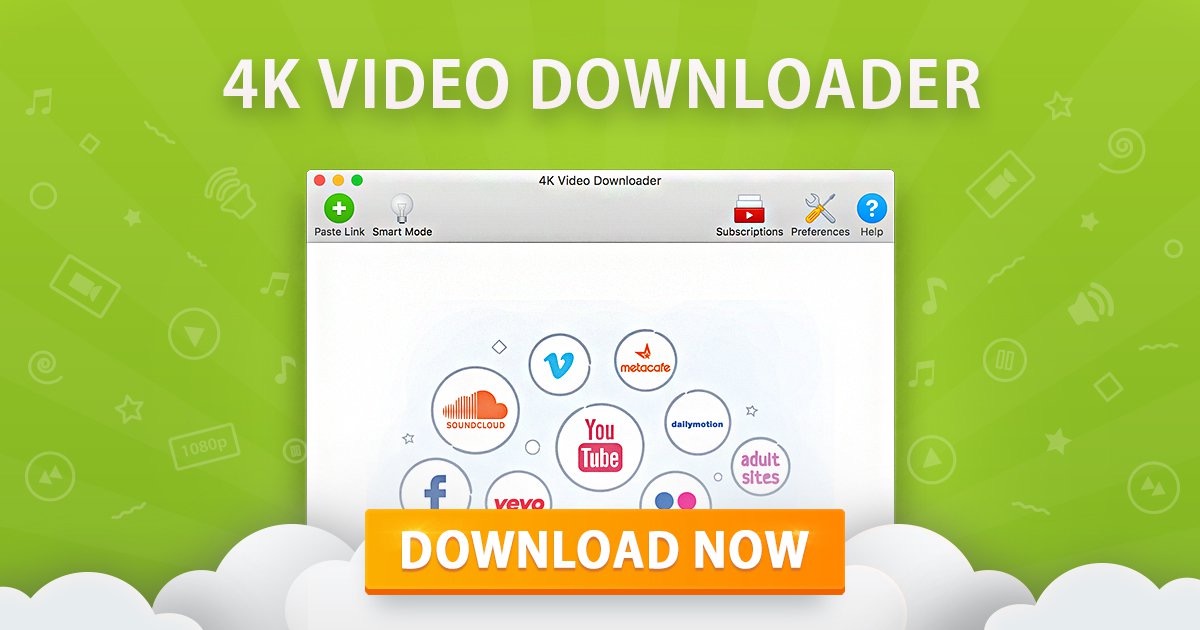 4K VIDEO DOWNLOADER
4K Video Downloader
Paste Link
Smart Mode
Subscriptions
Preferences
Help
metacafe
SOUNDCLOUD
You
Tube
dailymotion
adult
sites
1080p
vevo
DOWNLOAD NOW